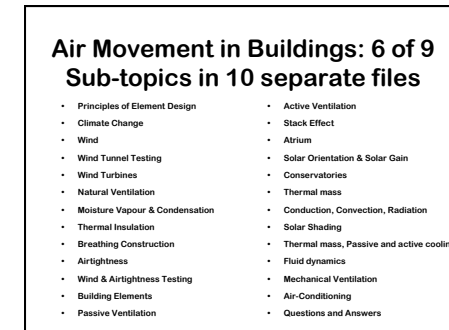 Air Movement in Buildings: 6 of 9
Sub-topics in 10 separate files
• Principles of Element Design
• Climate Change
• Wind
• Wind Tunnel Testing
• Wind Turbines
• Natural Ventilation
• Moisture Vapour & Condensation
• Thermal Insulation
• Breathing Construction
• Airtightness
• Wind & Airtightness Testing
• Building Elements
• Passive Ventilation
• Active Ventilation
• Stack Effect
• Atrium
• Solar Orientation & Solar Gain
• Conservatories
• Thermal mass
• Conduction, Convection, Radiation
• Solar Shading
• Thermal mass, Passive and active coolin
• Fluid dynamics
• Mechanical Ventilation
• Air-Conditioning
• Questions and Answers